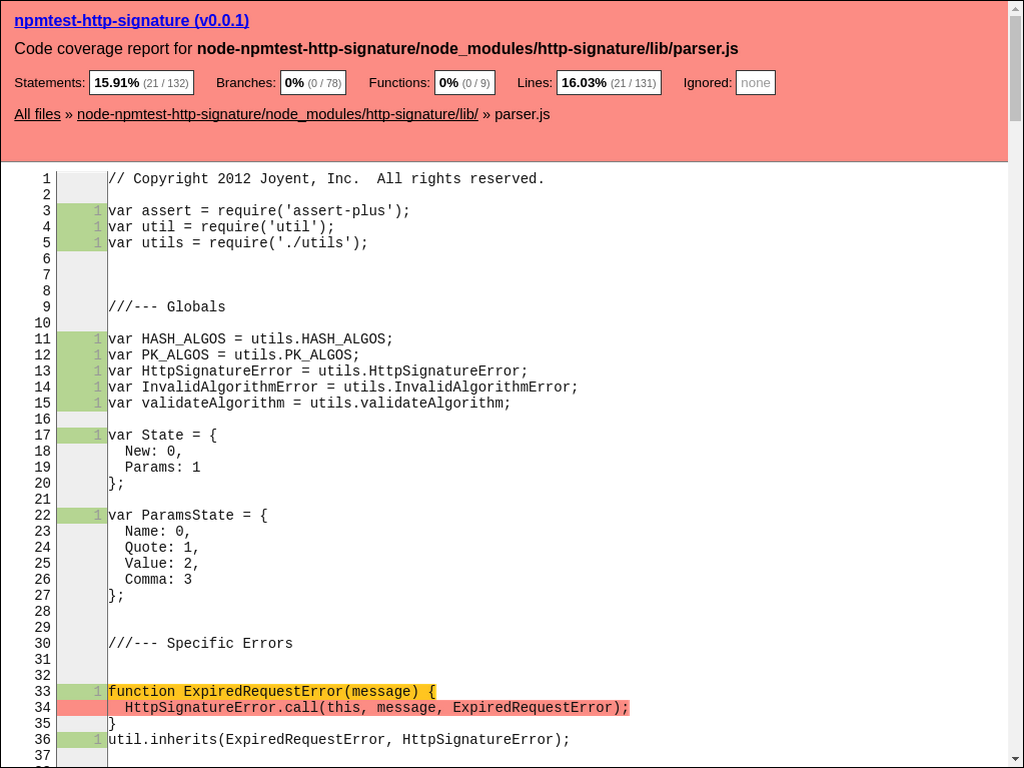 npmtest-http-signature (v0.0.1)
Code coverage report for node-npmtest-http-signature/node_modules/http-signature/lib/parser.js
Statements: 15.91% (21 / 132) Branches: 0% (0 / 78) Functions: 0% (0 / 9) Lines: 16.03% (21 / 131) Ignored: none
All files » node-npmtest-http-signature/node_modules/http-signature/lib/ » parser.js
1 // Copyright 2012 Joyent, Inc.  All rights reserved.
2
3 1 var assert = require('assert-plus');
4 1 var util = require('util');
5 1 var utils = require('./utils');
6
7
8
9 ///--- Globals
10
11 1 var HASH_ALGOS = utils.HASH_ALGOS;
12 1 var PK_ALGOS = utils.PK_ALGOS;
13 1 var HttpSignatureError = utils.HttpSignatureError;
14 1 var InvalidAlgorithmError = utils.InvalidAlgorithmError;
15 1 var validateAlgorithm = utils.validateAlgorithm;
16
17 1 var State = {
18   New: 0,
19   Params: 1
20 };
21
22 1 var ParamsState = {
23   Name: 0,
24   Quote: 1,
25   Value: 2,
26   Comma: 3
27 };
28
29
30 ///--- Specific Errors
31
32
33 1 function ExpiredRequestError(message) {
34   HttpSignatureError.call(this, message, ExpiredRequestError);
35 }
36 1 util.inherits(ExpiredRequestError, HttpSignatureError);
37